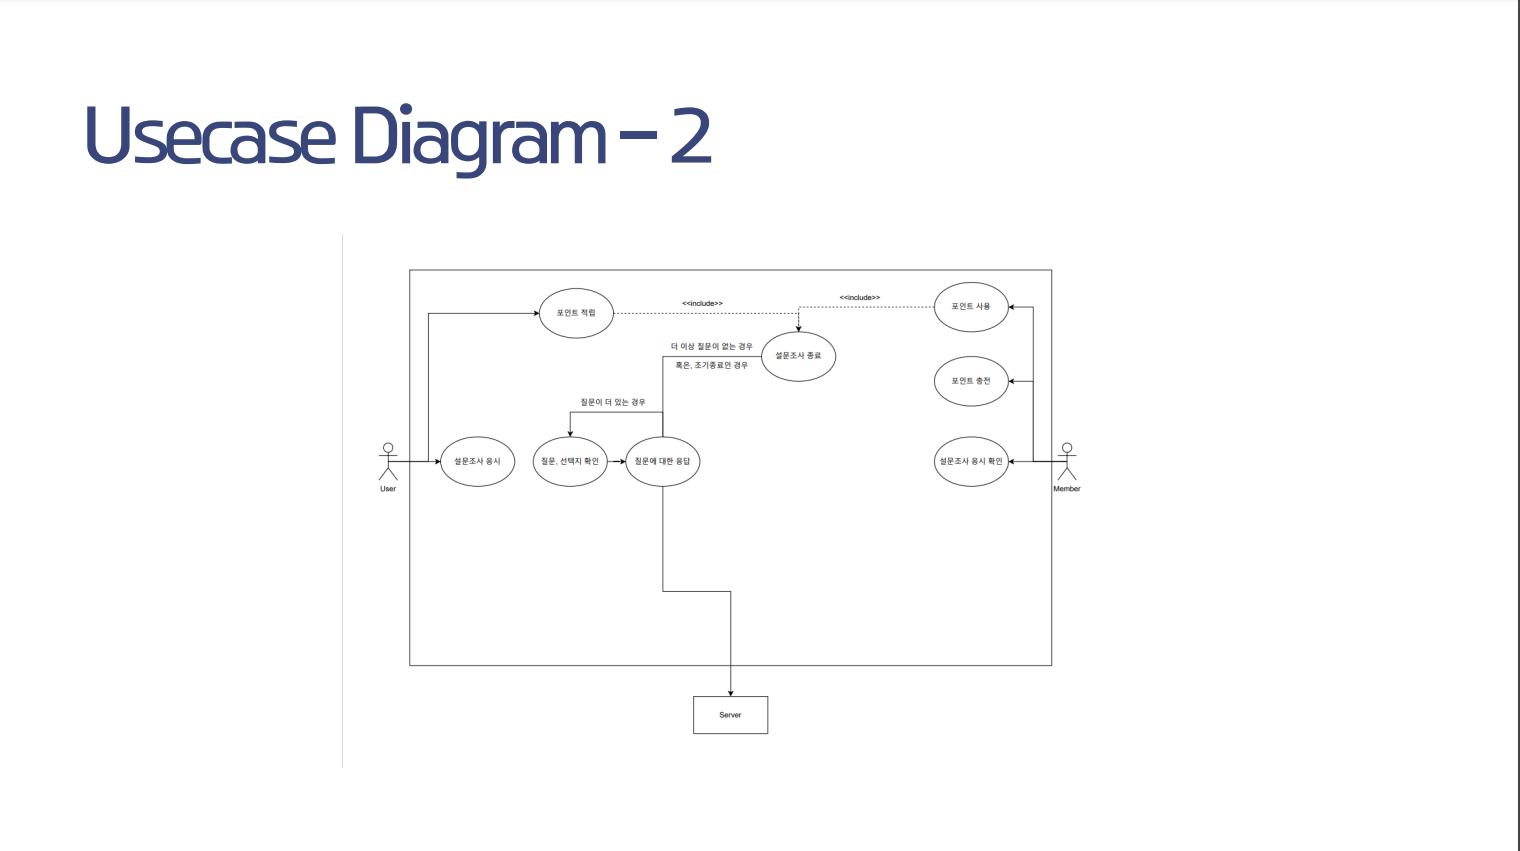 Usecase Diagram - 2
<<include>>
<<include>>
포인트 적립
포인트 사용
더 이상 질문이 없는 경우
혹은, 조기종료인 경우
설문조사 종료
포인트 충전
질문이 더 있는 경우
설문조사 응시
질문, 선택지 확인
질문에 대한 응답
설문조사 응시 확인
User
Member
Server